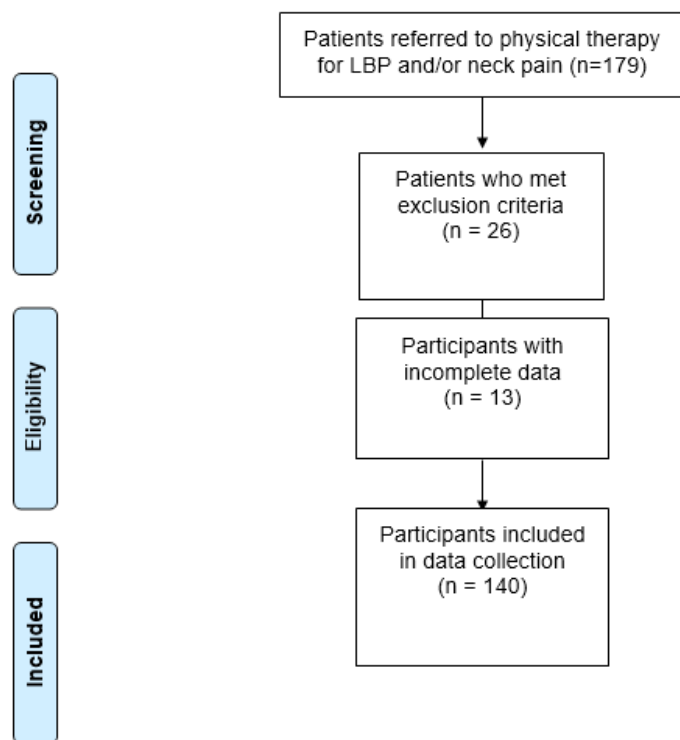 Patients referred to physical therapy
for LBP and/or neck pain (n=179)
Screening
Patients who met
exclusion criteria
(n = 26)
Eligibility
Participants with
incomplete data
(n = 13)
Included
Participants included
in data collection
(n = 140)